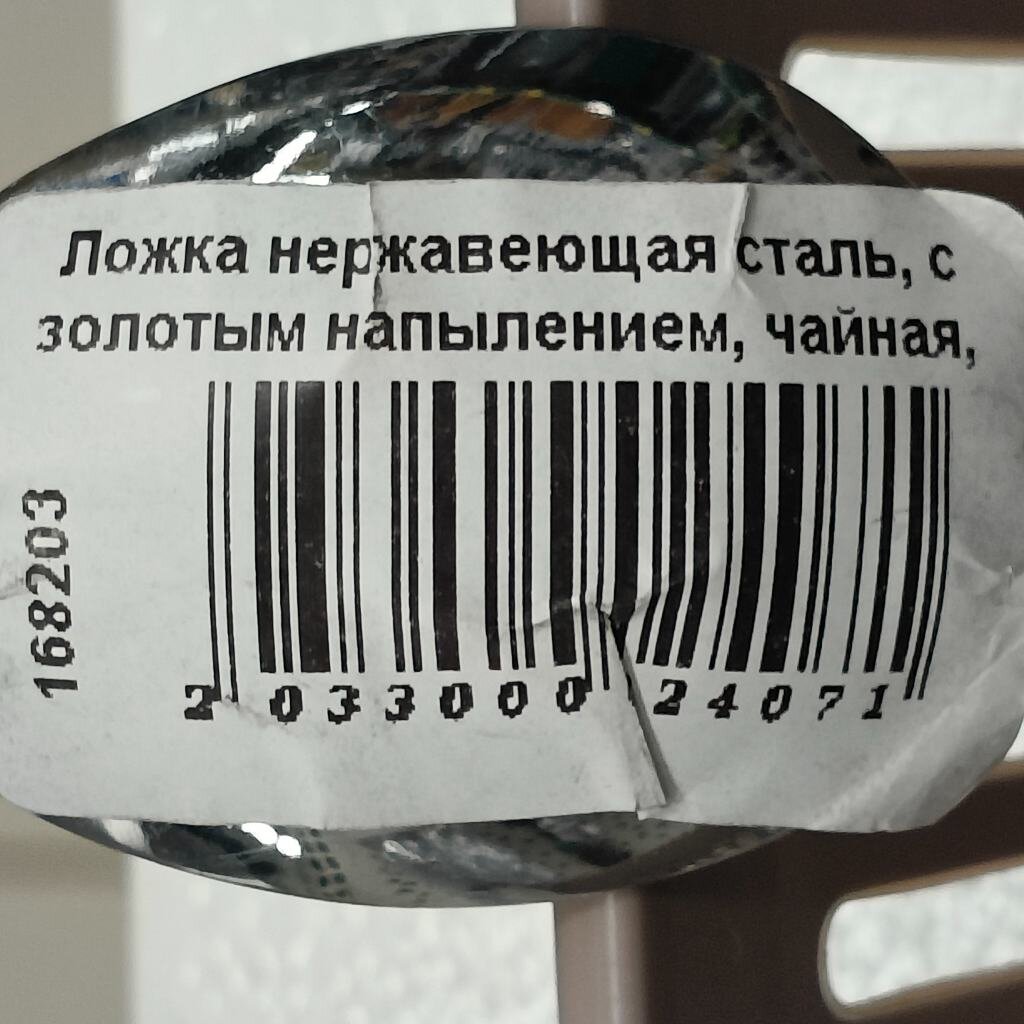 Ложка нержавеющая сталь, с
золотым напылением, чайная,
168203
2 033000 24071